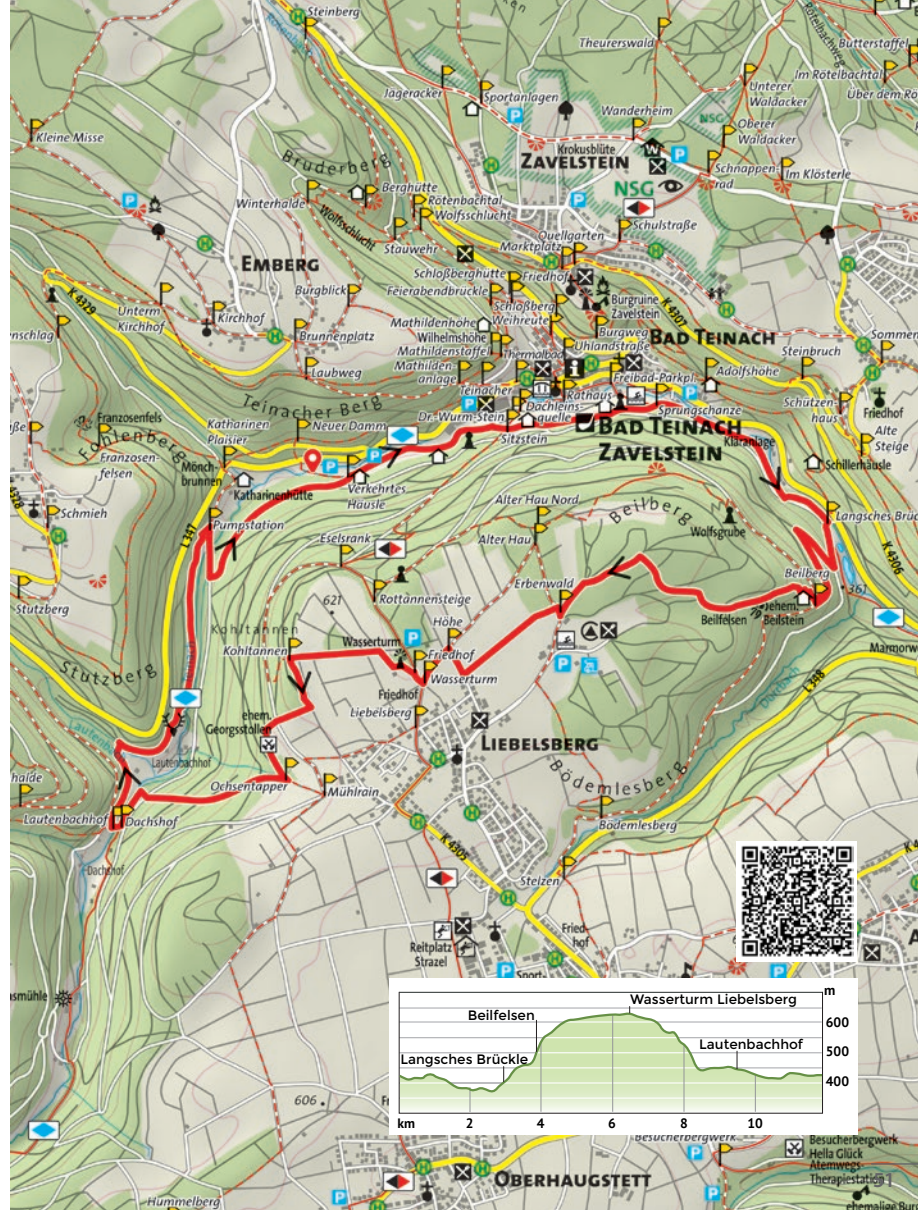 Steinberg
Theurerswald
Butterstaffel
Im Rötelbachtal
Unterer
Waldacker
Über dem Rö
Jägeracker
Sportanlagen
Wanderheim
NSG
Oberer
Waldacker
Kleine Misse
Krokusblüte
ZAVELSTEIN
Schnappen-
rad
Im Klösterle
Bruderberg
Berghütte
NSG
Winterhalde
Wolfsschlucht
Rötenbachtal
Wolfsschlucht
Schulstraße
Stauwehr
Quellgarten
Marktplatz
EMBERG
Schloßberghütte
Friedhof
Feierabendbrückle
Burgblick
Schloßberg
Burgruine
Zavelstein
K 4307
K 4329
Unterm
Kirchhof
Kirchhof
Weihreute
Mathildenhöhe
Burgweg
Brunnenplatz
Wilhelmshöhe
Uhlandstraße
BAD TEINACH
Sommen
Mathildenstaffel
Thermalbad
Steinbruch
Laubweg
Mathilden
anlage
Teinacher
Freibad-Parkpl.
Adolfshöhe
Rathaus
Teinacher Berg
Dachleins-
quelle
Schützen-
haus
Friedhof
Franzosenfels
Katharinen
Plaisier
Neuer Damm
Dr.-Wurm-Stein
Sprungschanze
Alte
Steige
Fohlenberg
Sitzstein
BAD TEINACH
ZAVELSTEIN
Kläranlage
Franzosen-
felsen
Mönch-
brunnen
Katharinenhütte
Verkehrtes
Häusle
Schillerhäusle
K 4328
Schmieh
L 347
Pumpstation
Alter Hau Nord
Beilberg
Langsches Brüc
Eselsrank
Alter Hau
Wolfsgrube
K 4306
Stutzberg
Erbenwald
Beilberg
361
621
Rottannensteige
Beilfelsen
ehem.
Beilstein
Kohltannen
Kohltannen
Höhe
Wasserturm
Friedhof
Marmorw
Stutzberg
Wasserturm
Friedhof
L 348
Liebelsberg
ehem.
Georgsstollen
LIEBELSBERG
Lautenbachhof
Bödemlesberg
Ochsentapper
Mühlrain
Lautenbachhof
Dachshof
Bödemlesberg
Dachshof
K 4305
Stelzen
Fried-
hof
Reitplatz
Strazel
Sport-
m
Wasserturm Liebelsberg
Beilfelsen
600
Lautenbachhof
500
Langsches Brückle
400
km
2
4
6
8
10
606
Besucherbergwerk
Besucherbergwerk
Hella Glück
Atemwegs-
Therapiestation
OBERHAUGSTETT
Hummelberg